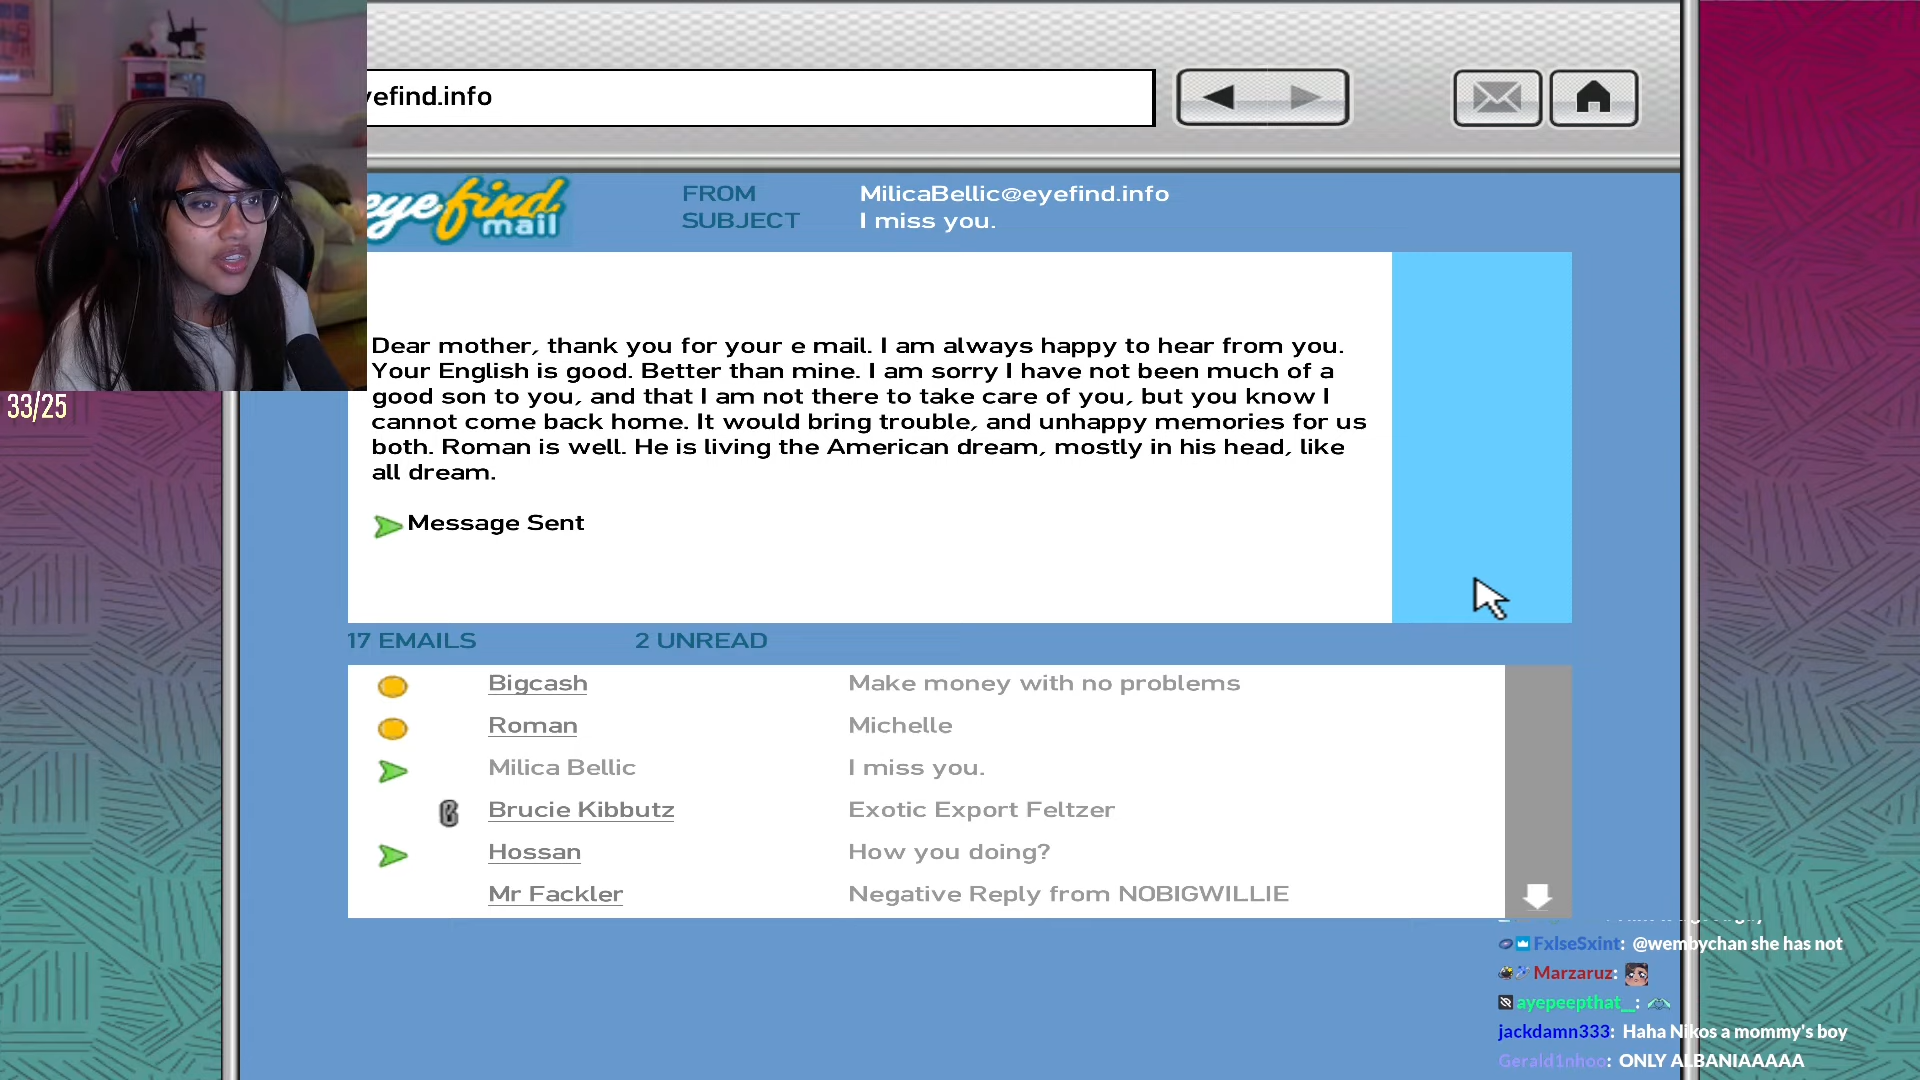 yefind.info
eyefind
mail
FROM MilicaBellic@eyefind.info
SUBJECT I miss you.
Dear mother, thank you for your e mail. I am always happy to hear from you.
Your English is good. Better than mine. I am sorry I have not been much of a
good son to you, and that I am not there to take care of you, but you know I
cannot come back home. It would bring trouble, and unhappy memories for us
both. Roman is well. He is living the American dream, mostly in his head, like
all dream.
Message Sent
33/25
17 EMAILS 2 UNREAD
Bigcash Make money with no problems
Roman Michelle
Milica Bellic I miss you.
Brucie Kibbutz Exotic Export Feltzer
Hossan How you doing?
Mr Fackler Negative Reply from NOBIGWILLIE
FxlseSxint: @wembychan she has not
Marzaruz:
ayepeepthat_:
jackdamn333: Haha Nikos a mommy's boy
Gerald1nhoo: ONLY ALBANIAAAAA